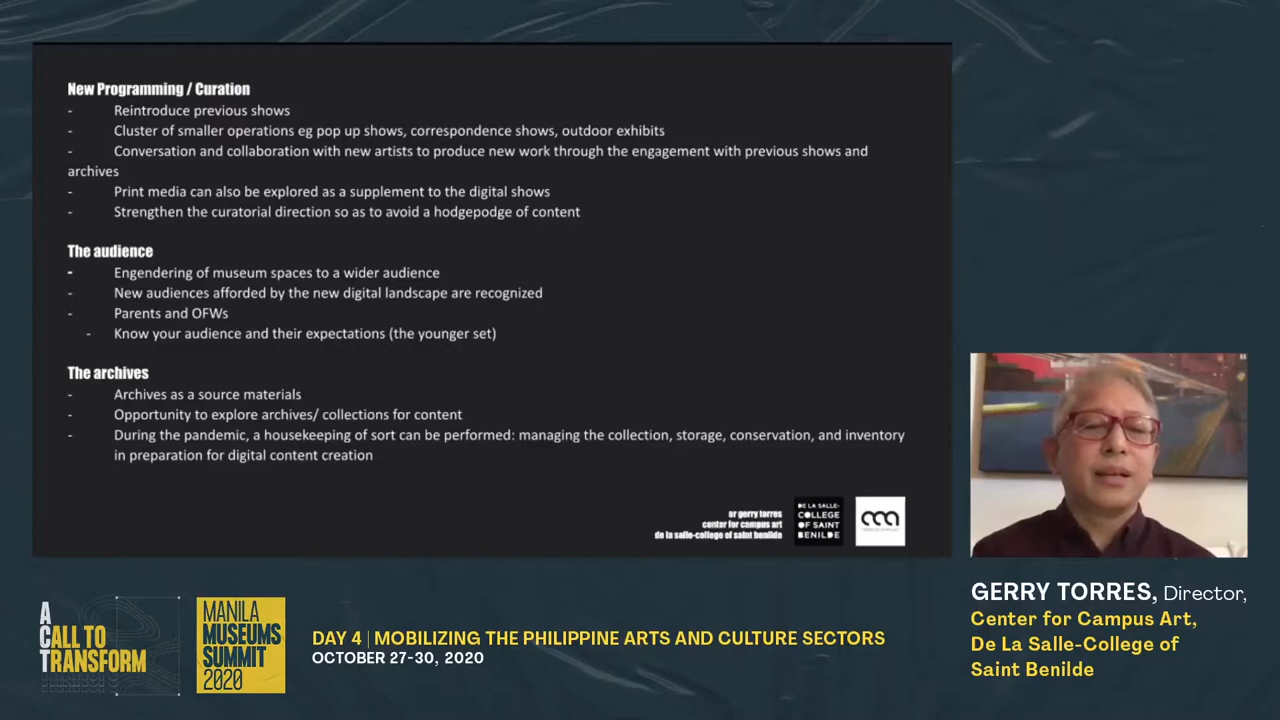 New Programming / Curation
- Reintroduce previous shows
- Cluster of smaller operations eg pop up shows, correspondence shows, outdoor exhibits
- Conversation and collaboration with new artists to produce new work through the engagement with previous shows and
archives
- Print media can also be explored as a supplement to the digital shows
- Strengthen the curatorial direction so as to avoid a hodgepodge of content
The audience
- Engendering of museum spaces to a wider audience
- New audiences afforded by the new digital landscape are recognized
- Parents and OFWs
- Know your audience and their expectations (the younger set)
The archives
- Archives as a source materials
- Opportunity to explore archives/ collections for content
- During the pandemic, a housekeeping of sort can be performed: managing the collection, storage, conservation, and inventory
in preparation for digital content creation
ar gerry torres
center for campus art
de la salle-college of saint benilde
DE LA SALLE-
COLLEGE
OF SAINT
BENILDE
cca
GERRY TORRES, Director,
Center for Campus Art,
De La Salle-College of
Saint Benilde
A
CALL TO
TRANSFORM
MANILA
MUSEUMS
SUMMIT
2020
DAY 4 | MOBILIZING THE PHILIPPINE ARTS AND CULTURE SECTORS
OCTOBER 27-30, 2020